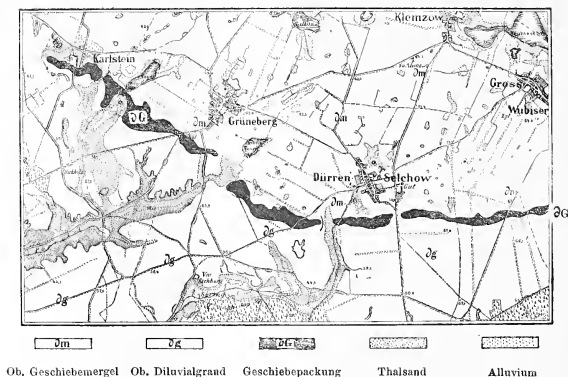 Klemzow
Karlstein
∂m
Gross
∂G
Wubiser
∂m
Grüneberg
∂m
Dürren
Selchow
Gut
∂m
∂G
∂g
∂g
∂g
∂g
∂m
∂g
∂G
Ob. Geschiebemergel
Ob. Diluvialgrand
Geschiebepackung
Thalsand
Alluvium